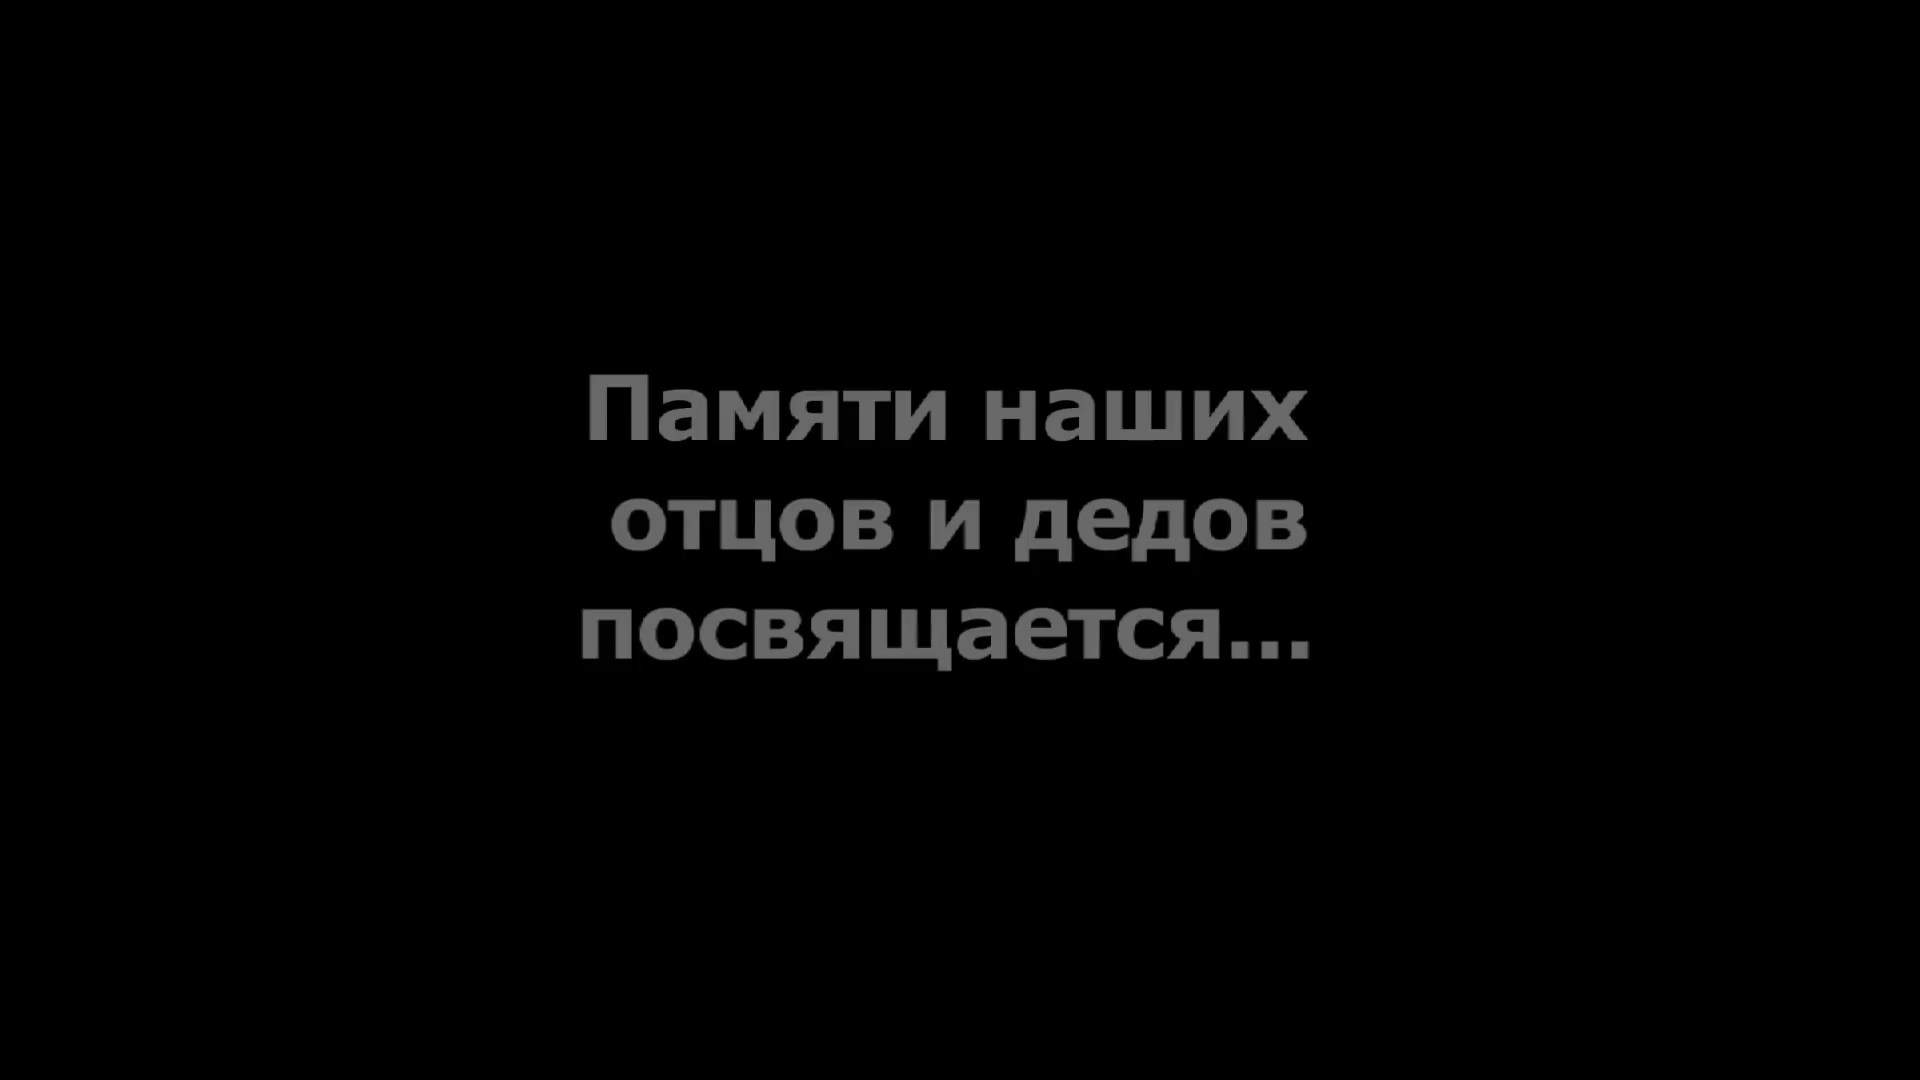 Памяти наших
отцов и дедов
посвящается...